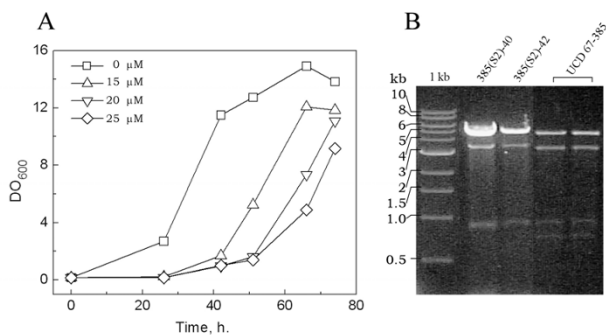 A
B
0 µM
15 µM
20 µM
25 µM
16
12
8
4
0
DO600
0
20
40
60
80
Time, h.
kb
1 kb
385(S2)-40
385(S2)-42
UCD 67-385
10
8
6
5
4
3
2
1.5
1.0
0.5